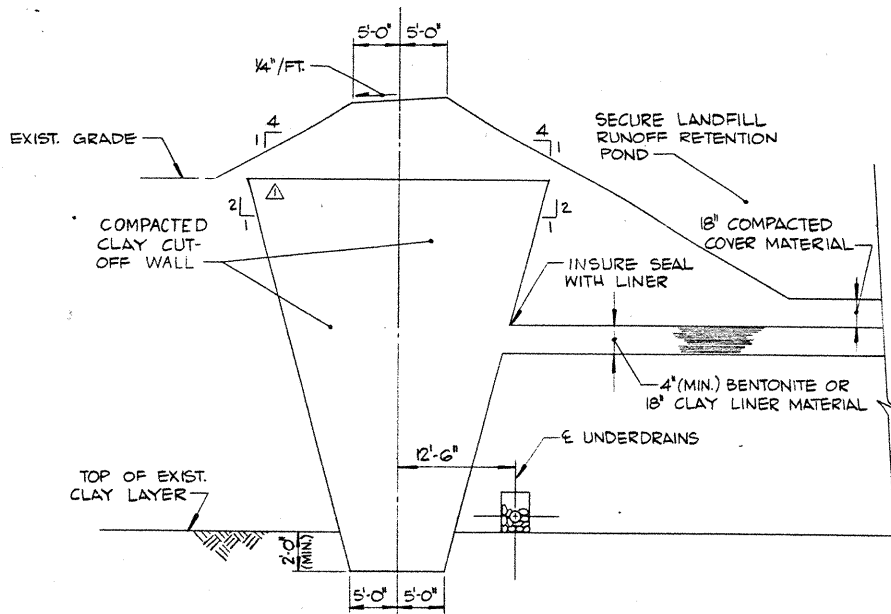 5'-0" 5'-0"
¼"/FT.
4
1
4
1
EXIST. GRADE
SECURE LANDFILL
RUNOFF RETENTION
POND
1
2
1
2
1
COMPACTED
CLAY CUT-
OFF WALL
18" COMPACTED
COVER MATERIAL
INSURE SEAL
WITH LINER
4"(MIN.) BENTONITE OR
18" CLAY LINER MATERIAL
℄ UNDERDRAINS
12'-6"
TOP OF EXIST.
CLAY LAYER
2'-0"
(MIN.)
5'-0" 5'-0"